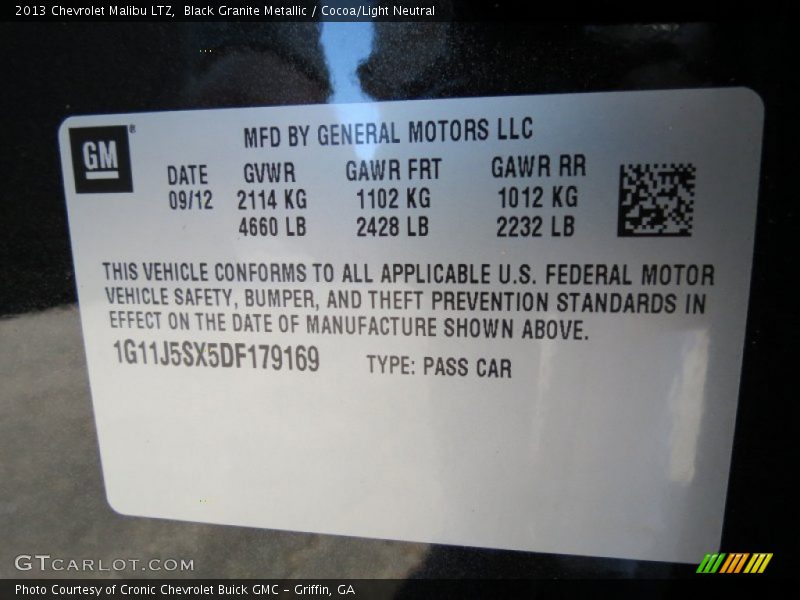 2013 Chevrolet Malibu LTZ, Black Granite Metallic / Cocoa/Light Neutral
GM®
MFD BY GENERAL MOTORS LLC
DATE GVWR GAWR FRT GAWR RR
09/12 2114 KG 1102 KG 1012 KG
4660 LB 2428 LB 2232 LB
THIS VEHICLE CONFORMS TO ALL APPLICABLE U.S. FEDERAL MOTOR
VEHICLE SAFETY, BUMPER, AND THEFT PREVENTION STANDARDS IN
EFFECT ON THE DATE OF MANUFACTURE SHOWN ABOVE.
1G11J5SX5DF179169 TYPE: PASS CAR
GTCARLOT.COM
Photo Courtesy of Cronic Chevrolet Buick GMC – Griffin, GA